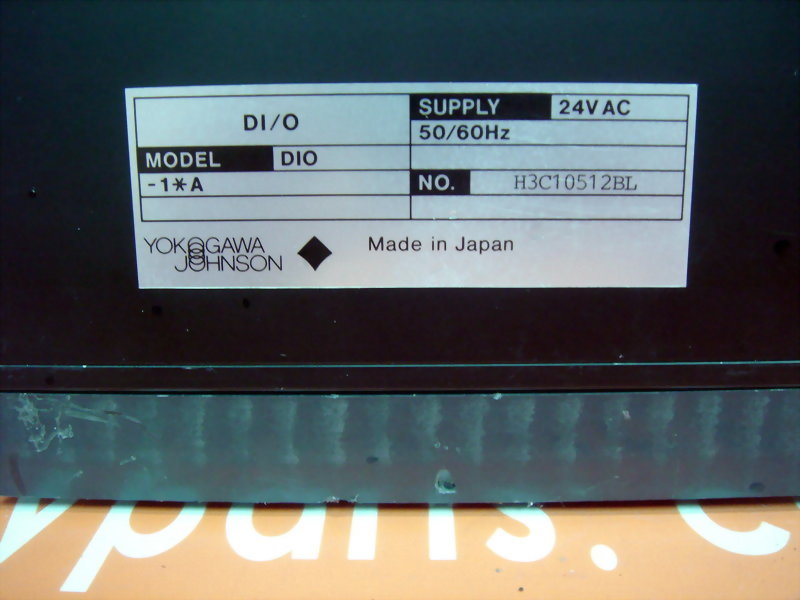 DI/O
SUPPLY 24V AC
50/60Hz
MODEL DIO
-1*A
NO. H3C10512BL
YOKOGAWA
JOHNSON
Made in Japan